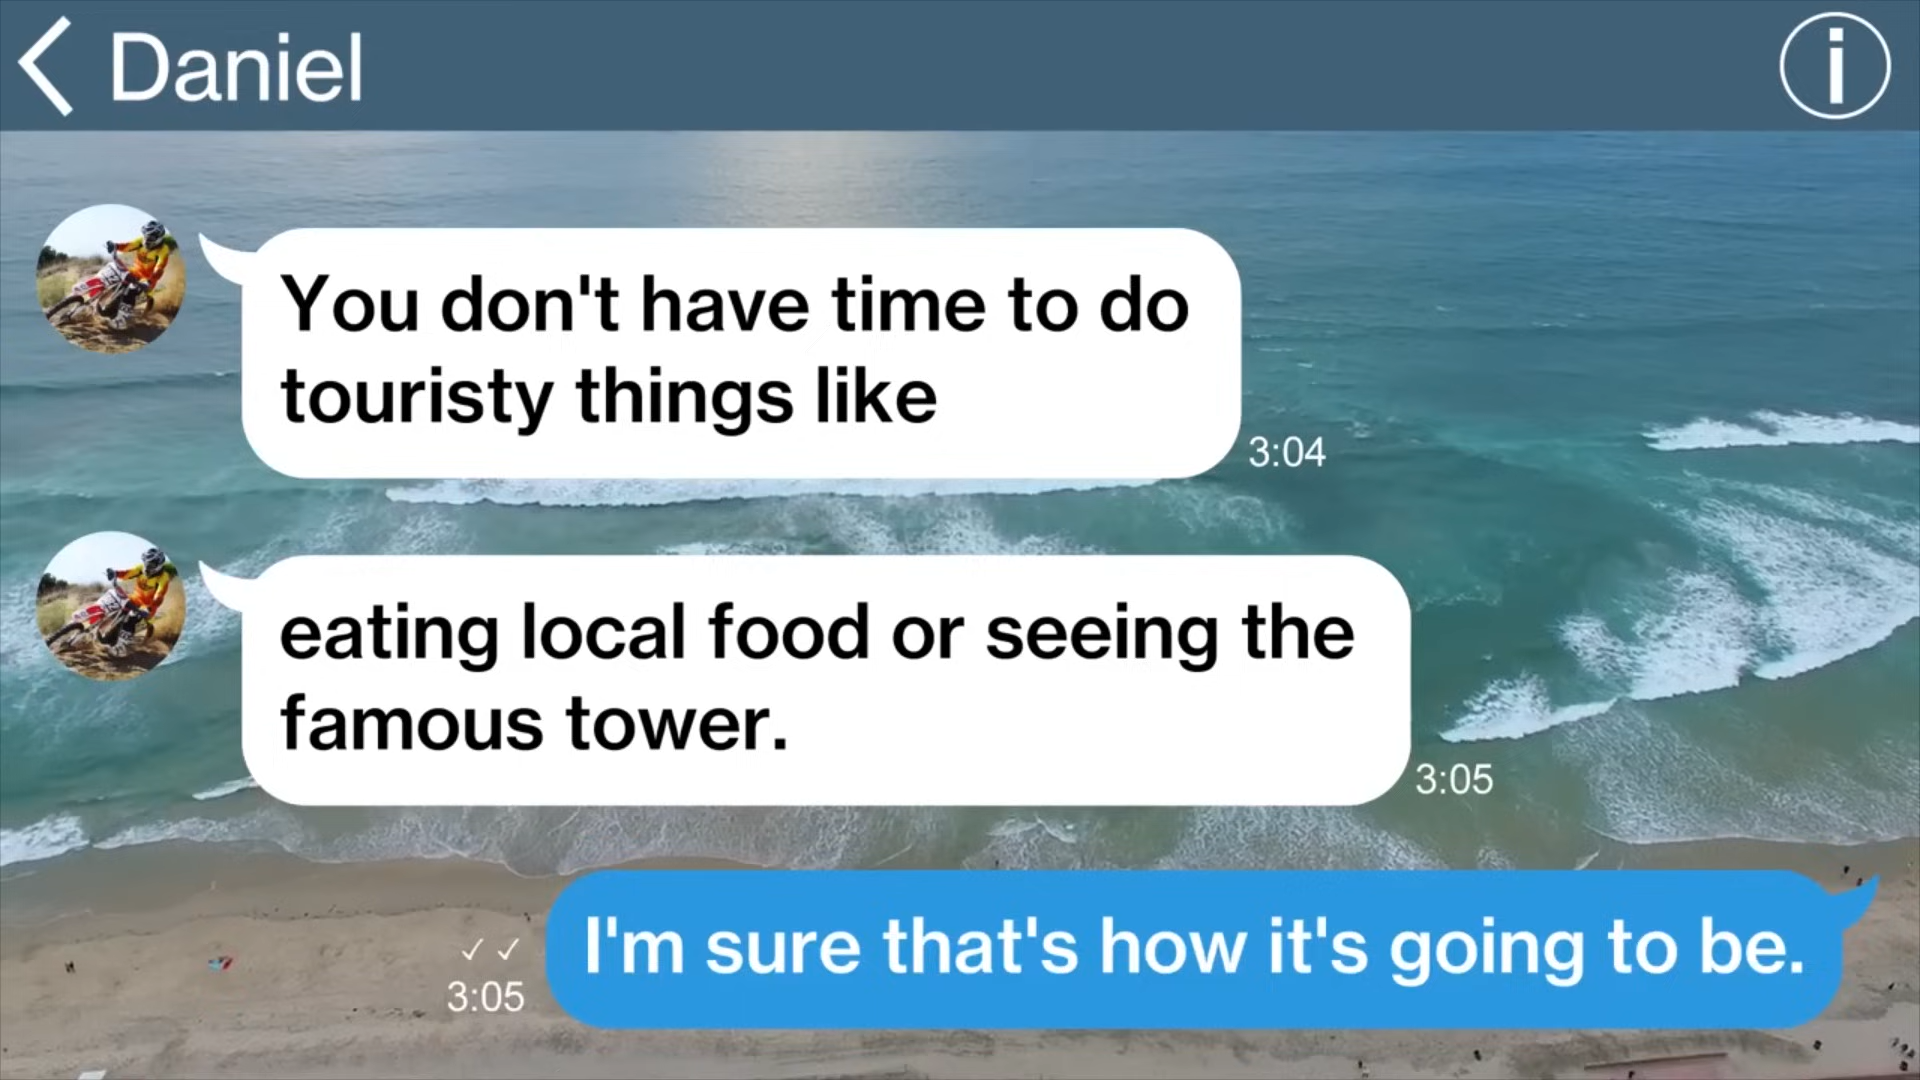 Daniel
i
You don't have time to do
touristy things like
3:04
eating local food or seeing the
famous tower.
3:05
I'm sure that's how it's going to be.
3:05